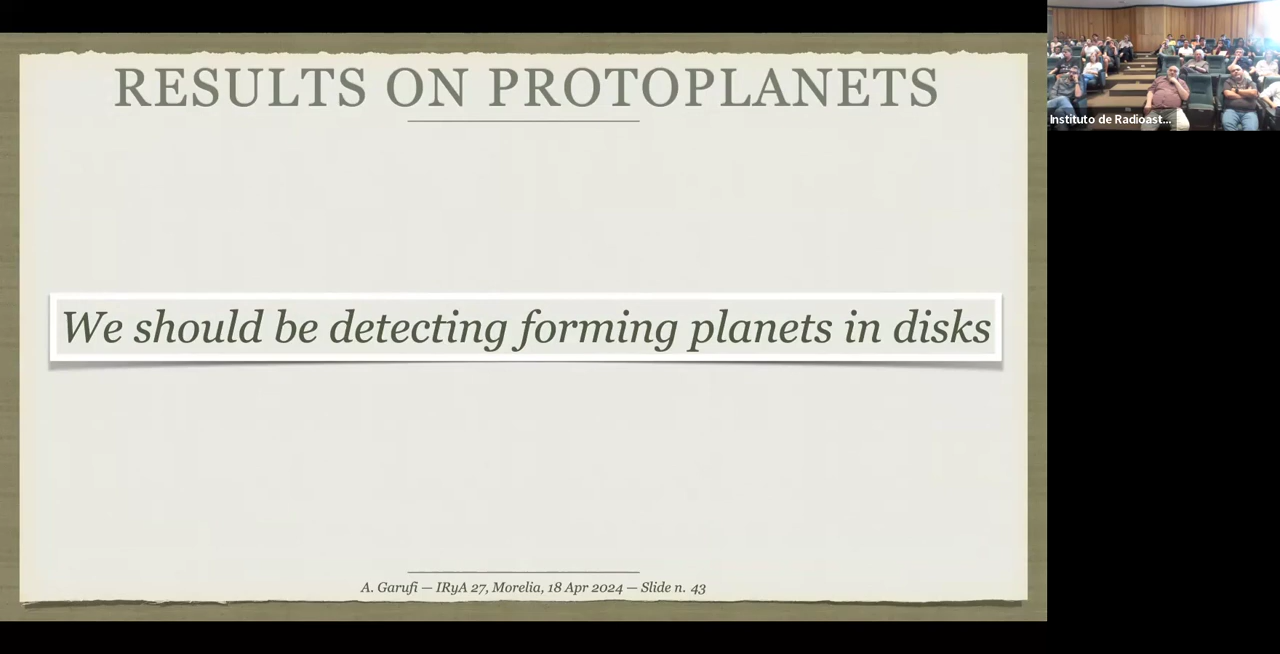 RESULTS ON PROTOPLANETS
Instituto de Radioast...
We should be detecting forming planets in disks
A. Garufi — IRyA 27, Morelia, 18 Apr 2024 — Slide n. 43